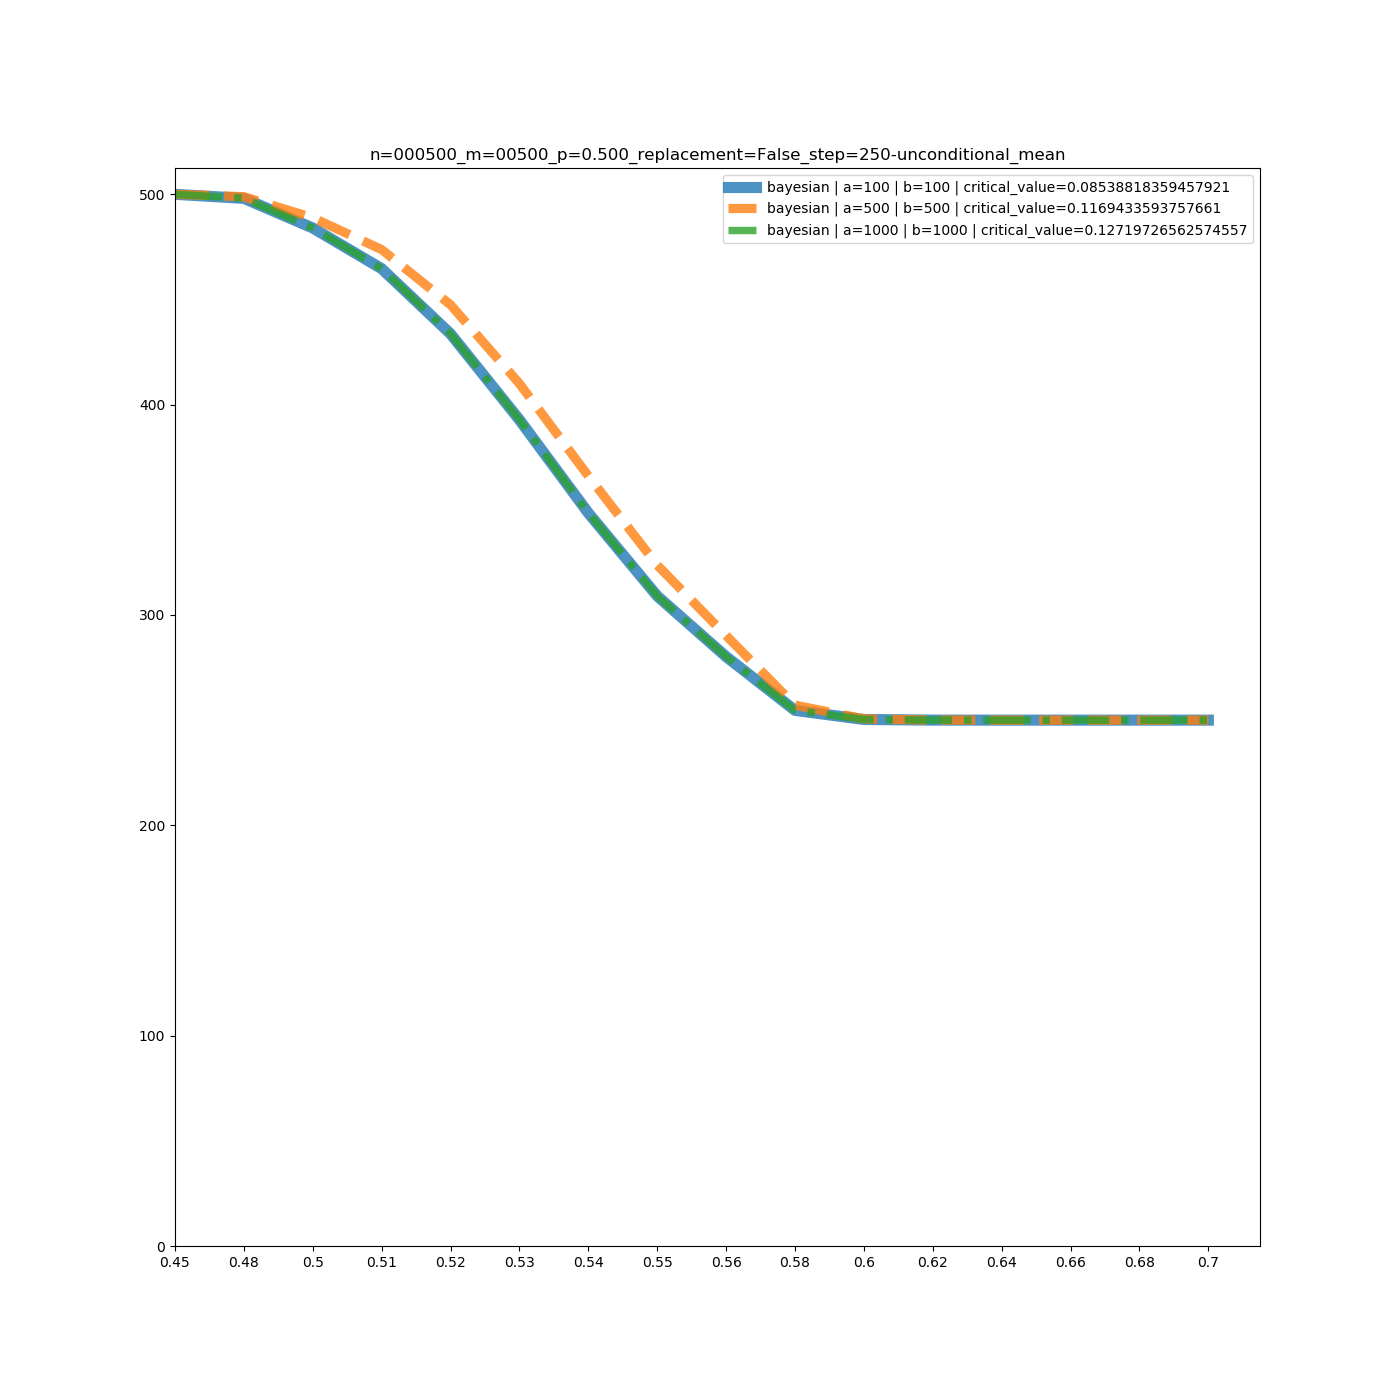 n=000500_m=00500_p=0.500_replacement=False_step=250-unconditional_mean
bayesian | a=100 | b=100 | critical_value=0.08538818359457921
bayesian | a=500 | b=500 | critical_value=0.1169433593757661
bayesian | a=1000 | b=1000 | critical_value=0.12719726562574557
500
400
300
200
100
0
0.45 0.48 0.5 0.51 0.52 0.53 0.54 0.55 0.56 0.58 0.6 0.62 0.64 0.66 0.68 0.7